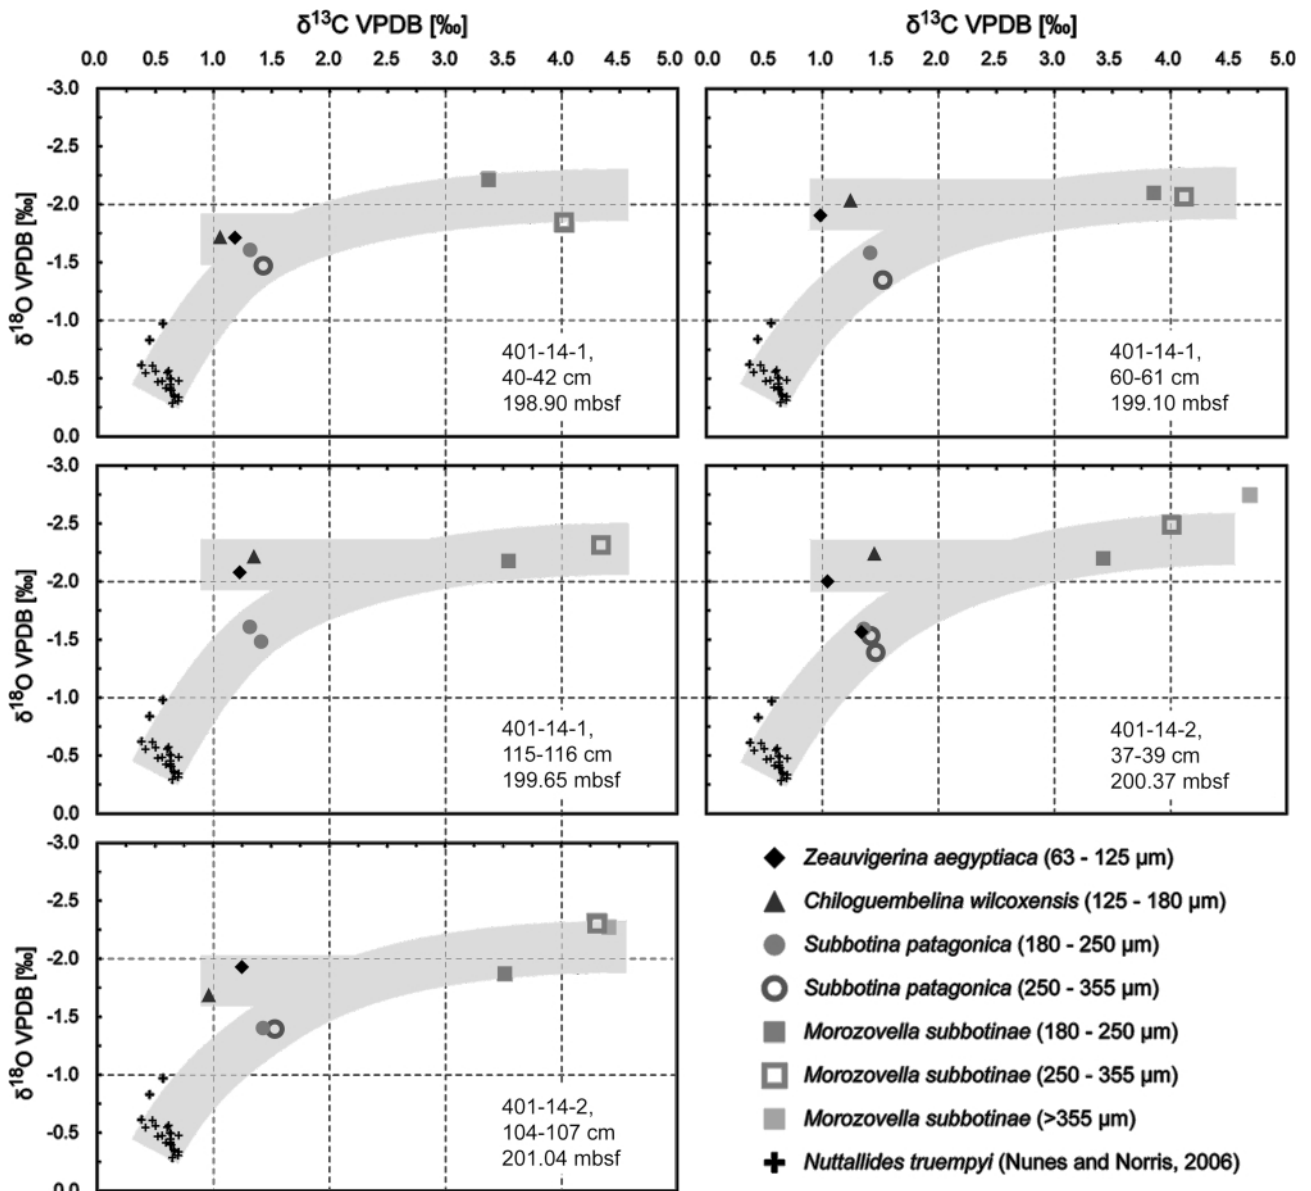 δ13C VPDB [‰] δ13C VPDB [‰]
0.0 0.5 1.0 1.5 2.0 2.5 3.0 3.5 4.0 4.5 5.0 0.0 0.5 1.0 1.5 2.0 2.5 3.0 3.5 4.0 4.5 5.0
-3.0
-2.5
-2.0
-1.5
-1.0
-0.5
0.0
δ18O VPDB [‰]
401-14-1,
40-42 cm
198.90 mbsf
401-14-1,
60-61 cm
199.10 mbsf
-3.0
-2.5
-2.0
-1.5
-1.0
-0.5
0.0
δ18O VPDB [‰]
401-14-1,
115-116 cm
199.65 mbsf
401-14-2,
37-39 cm
200.37 mbsf
-3.0
-2.5
-2.0
-1.5
-1.0
-0.5
0.0
δ18O VPDB [‰]
401-14-2,
104-107 cm
201.04 mbsf
Zeauvigerina aegyptiaca (63 - 125 µm)
Chiloguembelina wilcoxensis (125 - 180 µm)
Subbotina patagonica (180 - 250 µm)
Subbotina patagonica (250 - 355 µm)
Morozovella subbotinae (180 - 250 µm)
Morozovella subbotinae (250 - 355 µm)
Morozovella subbotinae (>355 µm)
Nuttallides truempyi (Nunes and Norris, 2006)